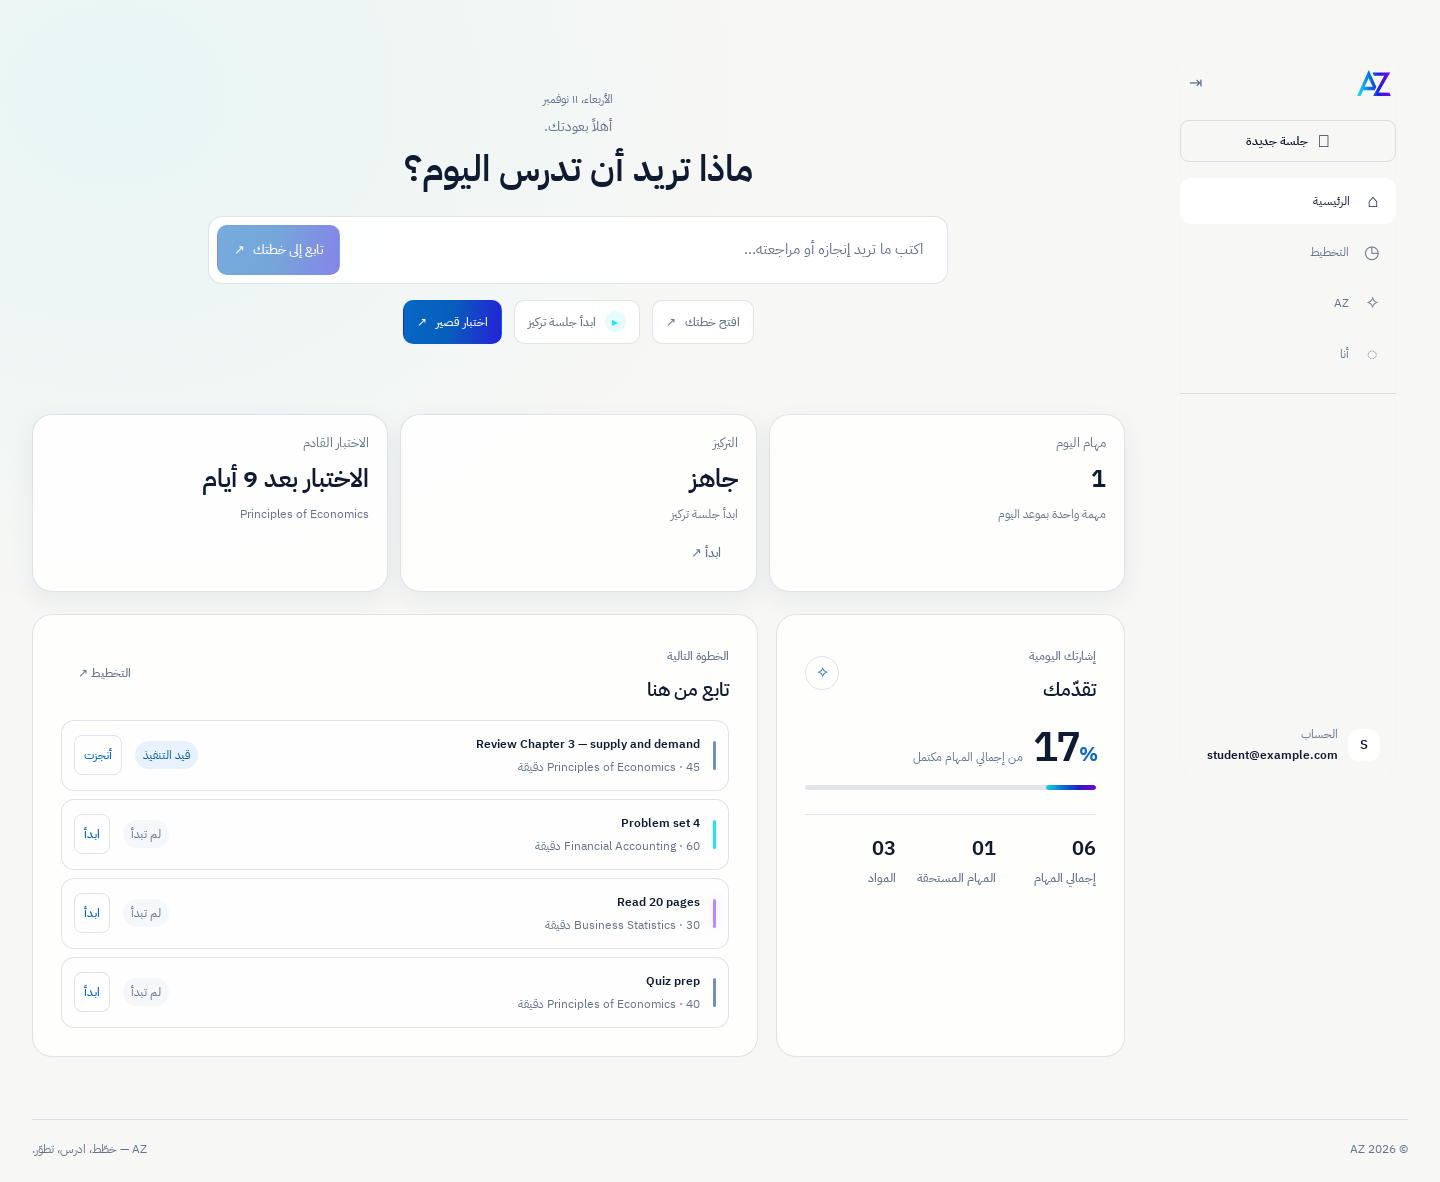 AZ
جلسة جديدة
الرئيسية
التخطيط
AZ
أنا
الحساب
student@example.com
S
الأربعاء، ١١ نوفمبر
أهلاً بعودتك.
ماذا تريد أن تدرس اليوم؟
اكتب ما تريد إنجازه أو مراجعته...
تابع إلى خطتك ↗
افتح خطتك ↗
ابدأ جلسة تركيز
اختبار قصير ↗
مهام اليوم
1
مهمة واحدة بموعد اليوم
التركيز
جاهز
ابدأ جلسة تركيز
ابدأ ↗
الاختبار القادم
الاختبار بعد 9 أيام
Principles of Economics
إشارتك اليومية
تقدّمك
17%
من إجمالي المهام مكتمل
06
إجمالي المهام
01
المهام المستحقة
03
المواد
الخطوة التالية
تابع من هنا
التخطيط ↗
Review Chapter 3 — supply and demand
Principles of Economics · 45 دقيقة
قيد التنفيذ
أنجزت
Problem set 4
Financial Accounting · 60 دقيقة
لم تبدأ
ابدأ
Read 20 pages
Business Statistics · 30 دقيقة
لم تبدأ
ابدأ
Quiz prep
Principles of Economics · 40 دقيقة
لم تبدأ
ابدأ
© 2026 AZ
AZ — خطّط، ادرس، تطوّر.